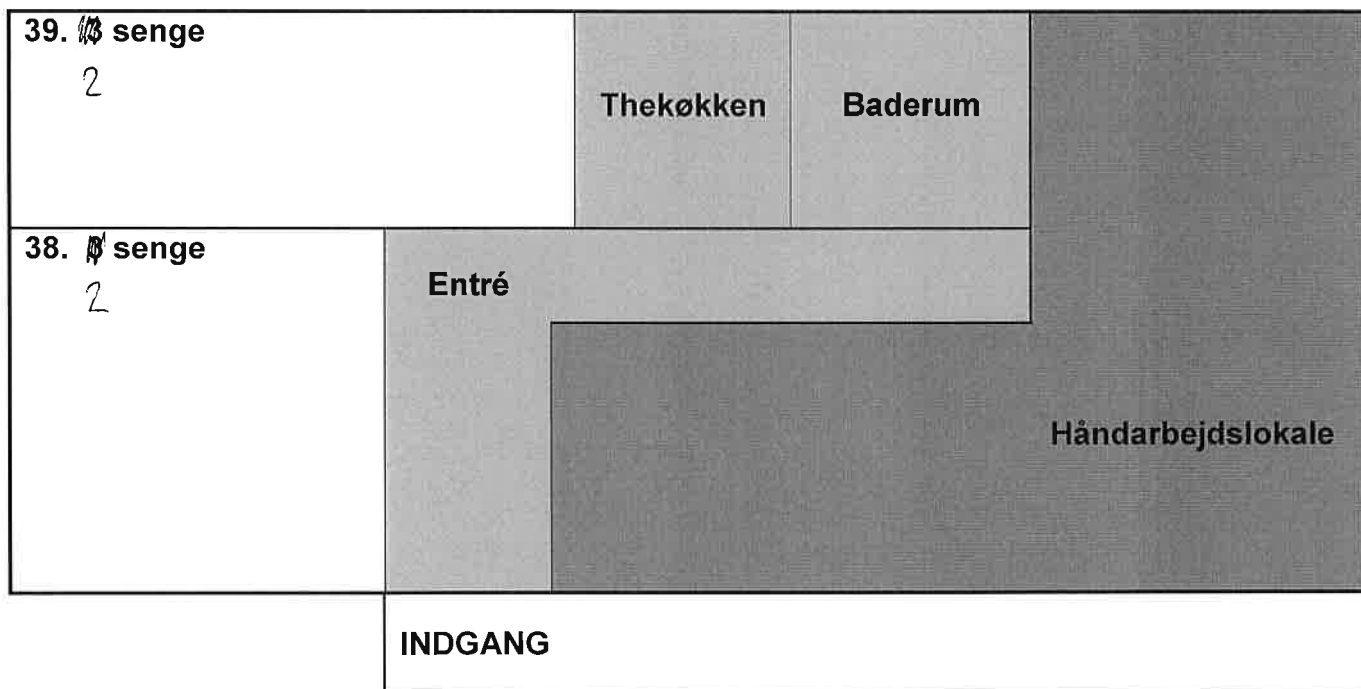 39. senge
2
Thekøkken
Baderum
38. senge
2
Entré
Håndarbejdslokale
INDGANG